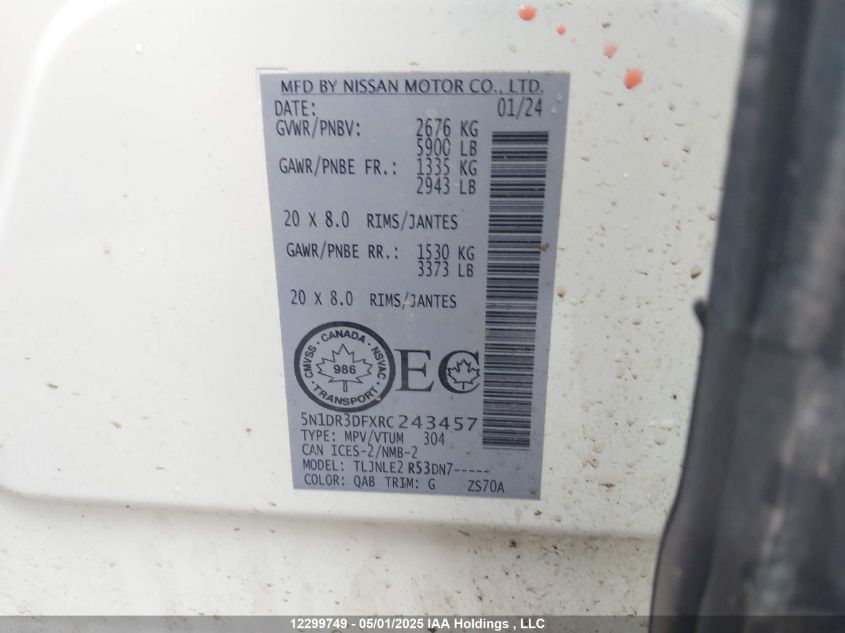 MFD BY NISSAN MOTOR CO., LTD.
DATE: 01/24
GVWR/PNBV: 2676 KG
5900 LB
GAWR/PNBE FR.: 1335 KG
2943 LB
20 X 8.0 RIMS/JANTES
GAWR/PNBE RR.: 1530 KG
3373 LB
20 X 8.0 RIMS/JANTES
CMVSS · CANADA · NSVAC
986
TRANSPORT
EC
5N1DR3DFXRC243457
TYPE: MPV/VTUM 304
CAN ICES-2/NMB-2
MODEL: TLJNLE2 R53DN7-----
COLOR: QAB TRIM: G ZS70A
12299749 - 05/01/2025 IAA Holdings , LLC